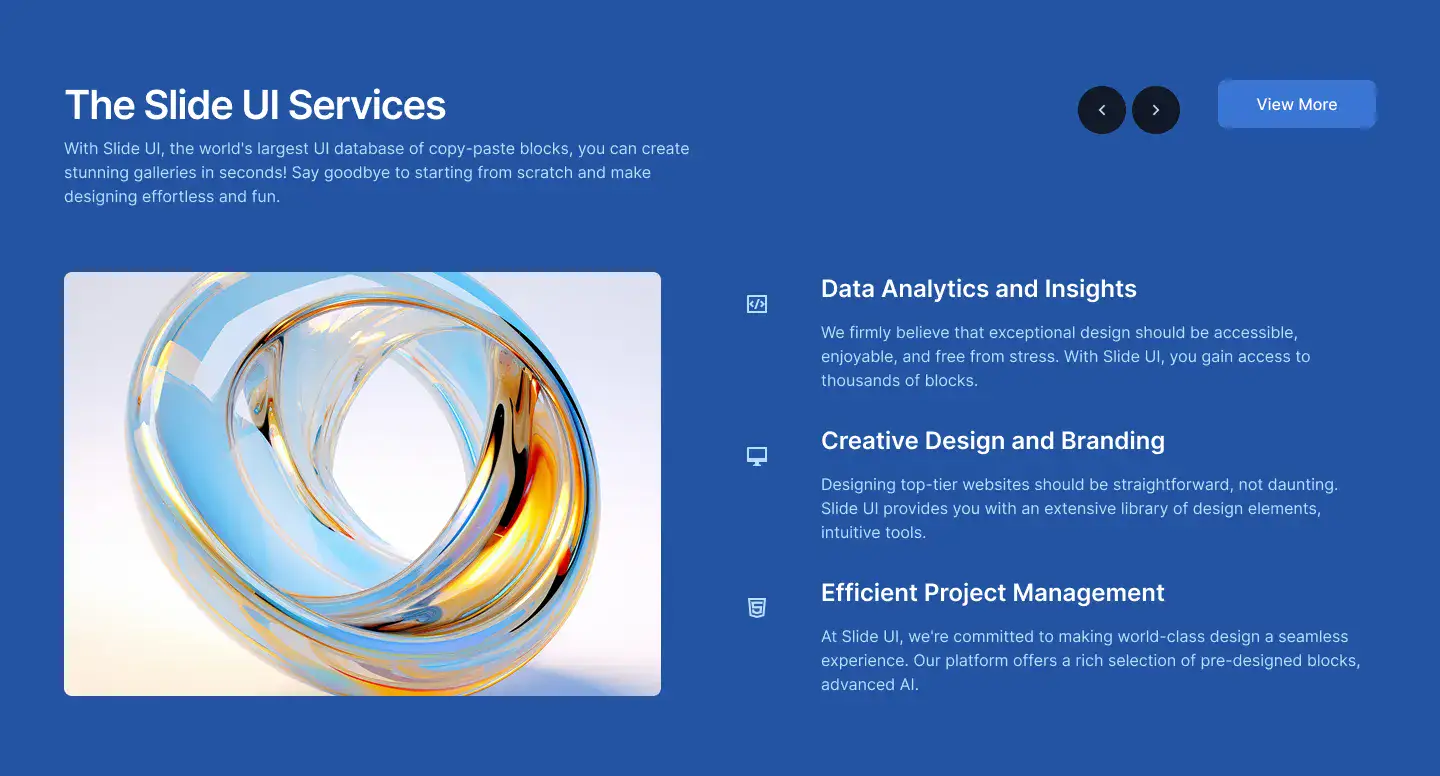 The Slide UI Services
With Slide UI, the world's largest UI database of copy-paste blocks, you can create
stunning galleries in seconds! Say goodbye to starting from scratch and make
designing effortless and fun.
View More
Data Analytics and Insights
We firmly believe that exceptional design should be accessible,
enjoyable, and free from stress. With Slide UI, you gain access to
thousands of blocks.
Creative Design and Branding
Designing top-tier websites should be straightforward, not daunting.
Slide UI provides you with an extensive library of design elements,
intuitive tools.
Efficient Project Management
At Slide UI, we're committed to making world-class design a seamless
experience. Our platform offers a rich selection of pre-designed blocks,
advanced AI.